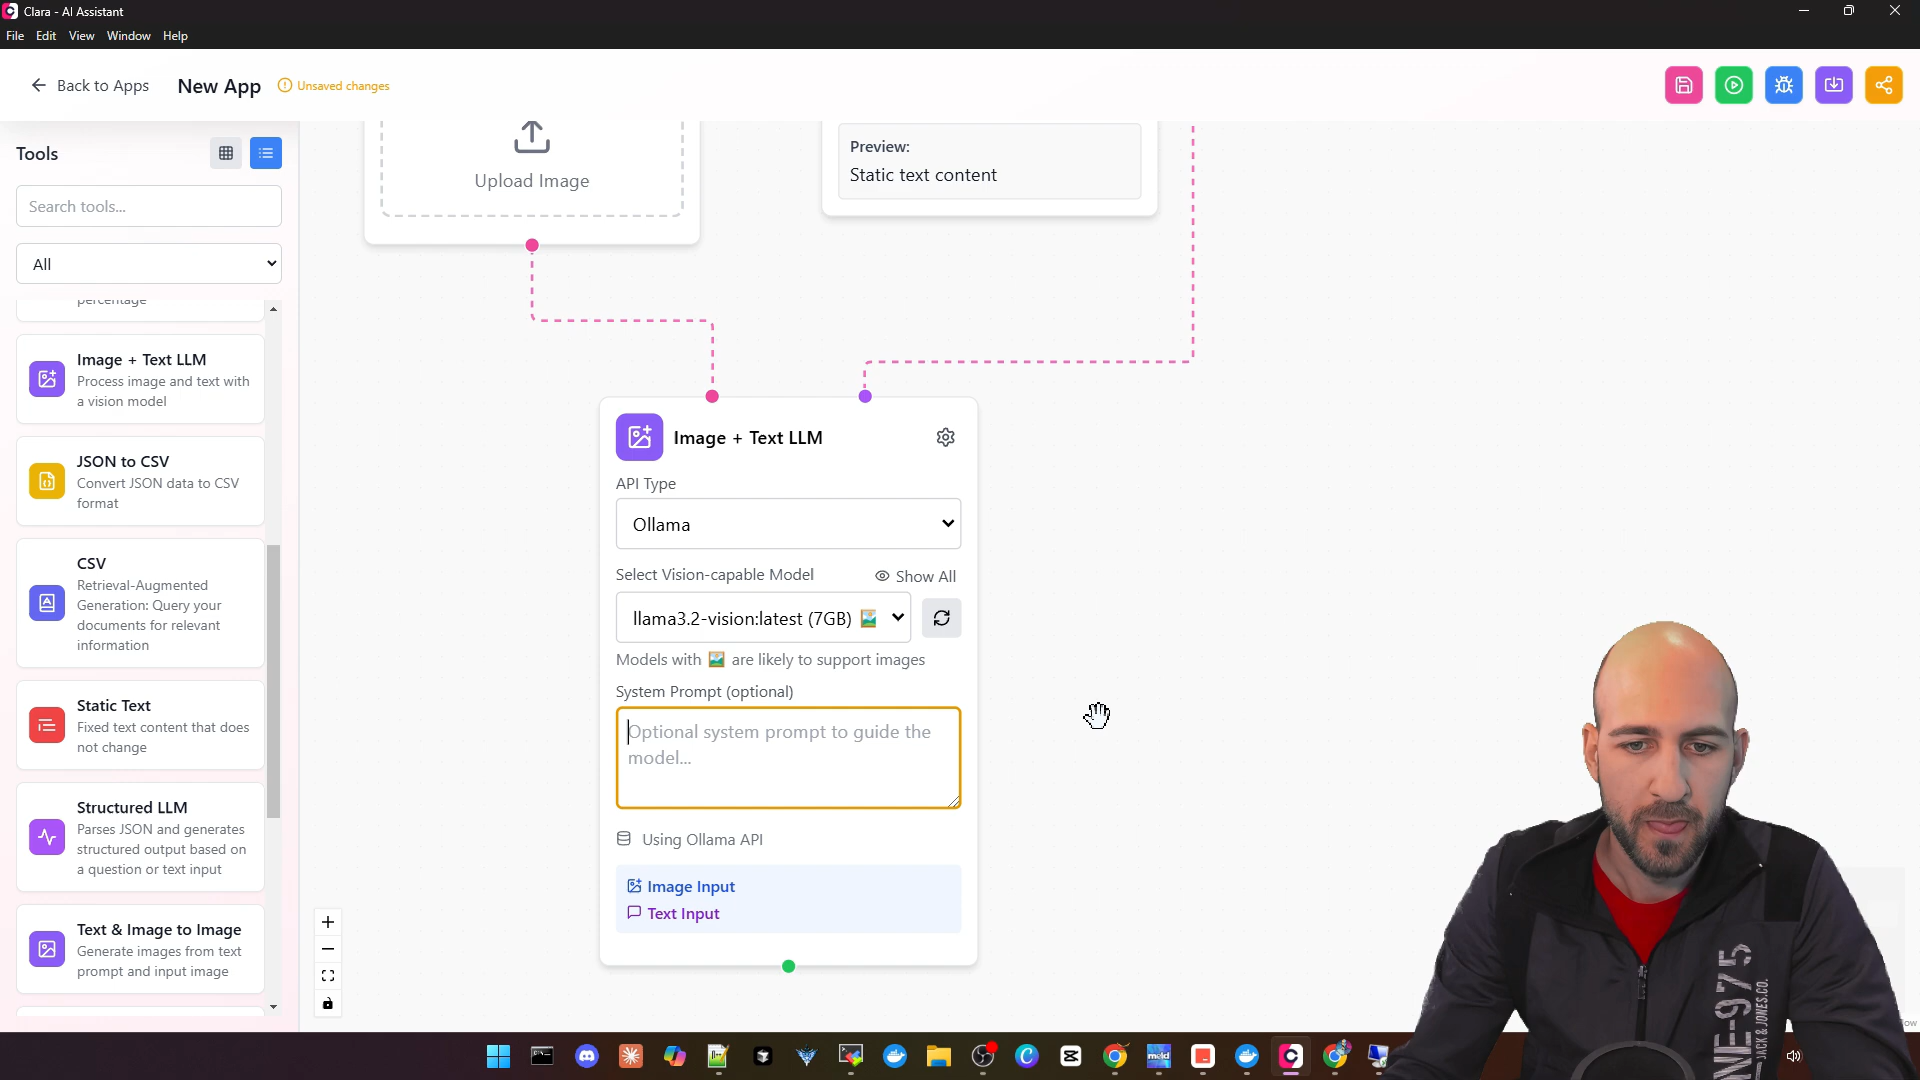 Clara - AI Assistant
File Edit View Window Help
Back to Apps New App Unsaved changes
Tools
Search tools...
All
percentage
Image + Text LLM
Process image and text with
a vision model
JSON to CSV
Convert JSON data to CSV
format
CSV
Retrieval-Augmented
Generation: Query your
documents for relevant
information
Static Text
Fixed text content that does
not change
Structured LLM
Parses JSON and generates
structured output based on
a question or text input
Text & Image to Image
Generate images from text
prompt and input image
Upload Image
Preview:
Static text content
Image + Text LLM
API Type
Ollama
Select Vision-capable Model Show All
llama3.2-vision:latest (7GB)
Models with are likely to support images
System Prompt (optional)
Optional system prompt to guide the
model...
Using Ollama API
Image Input
Text Input
NE-975
JACK & JONES.CO.
meld